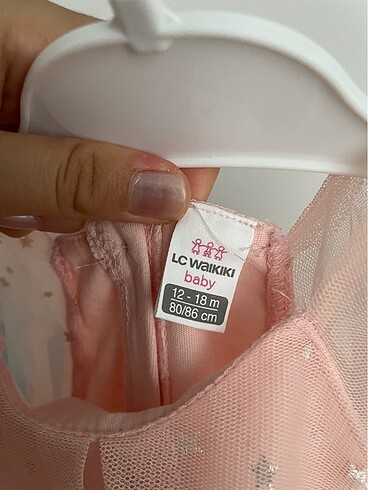 LC WAIKIKI
baby
12 - 18 m
80/86 cm